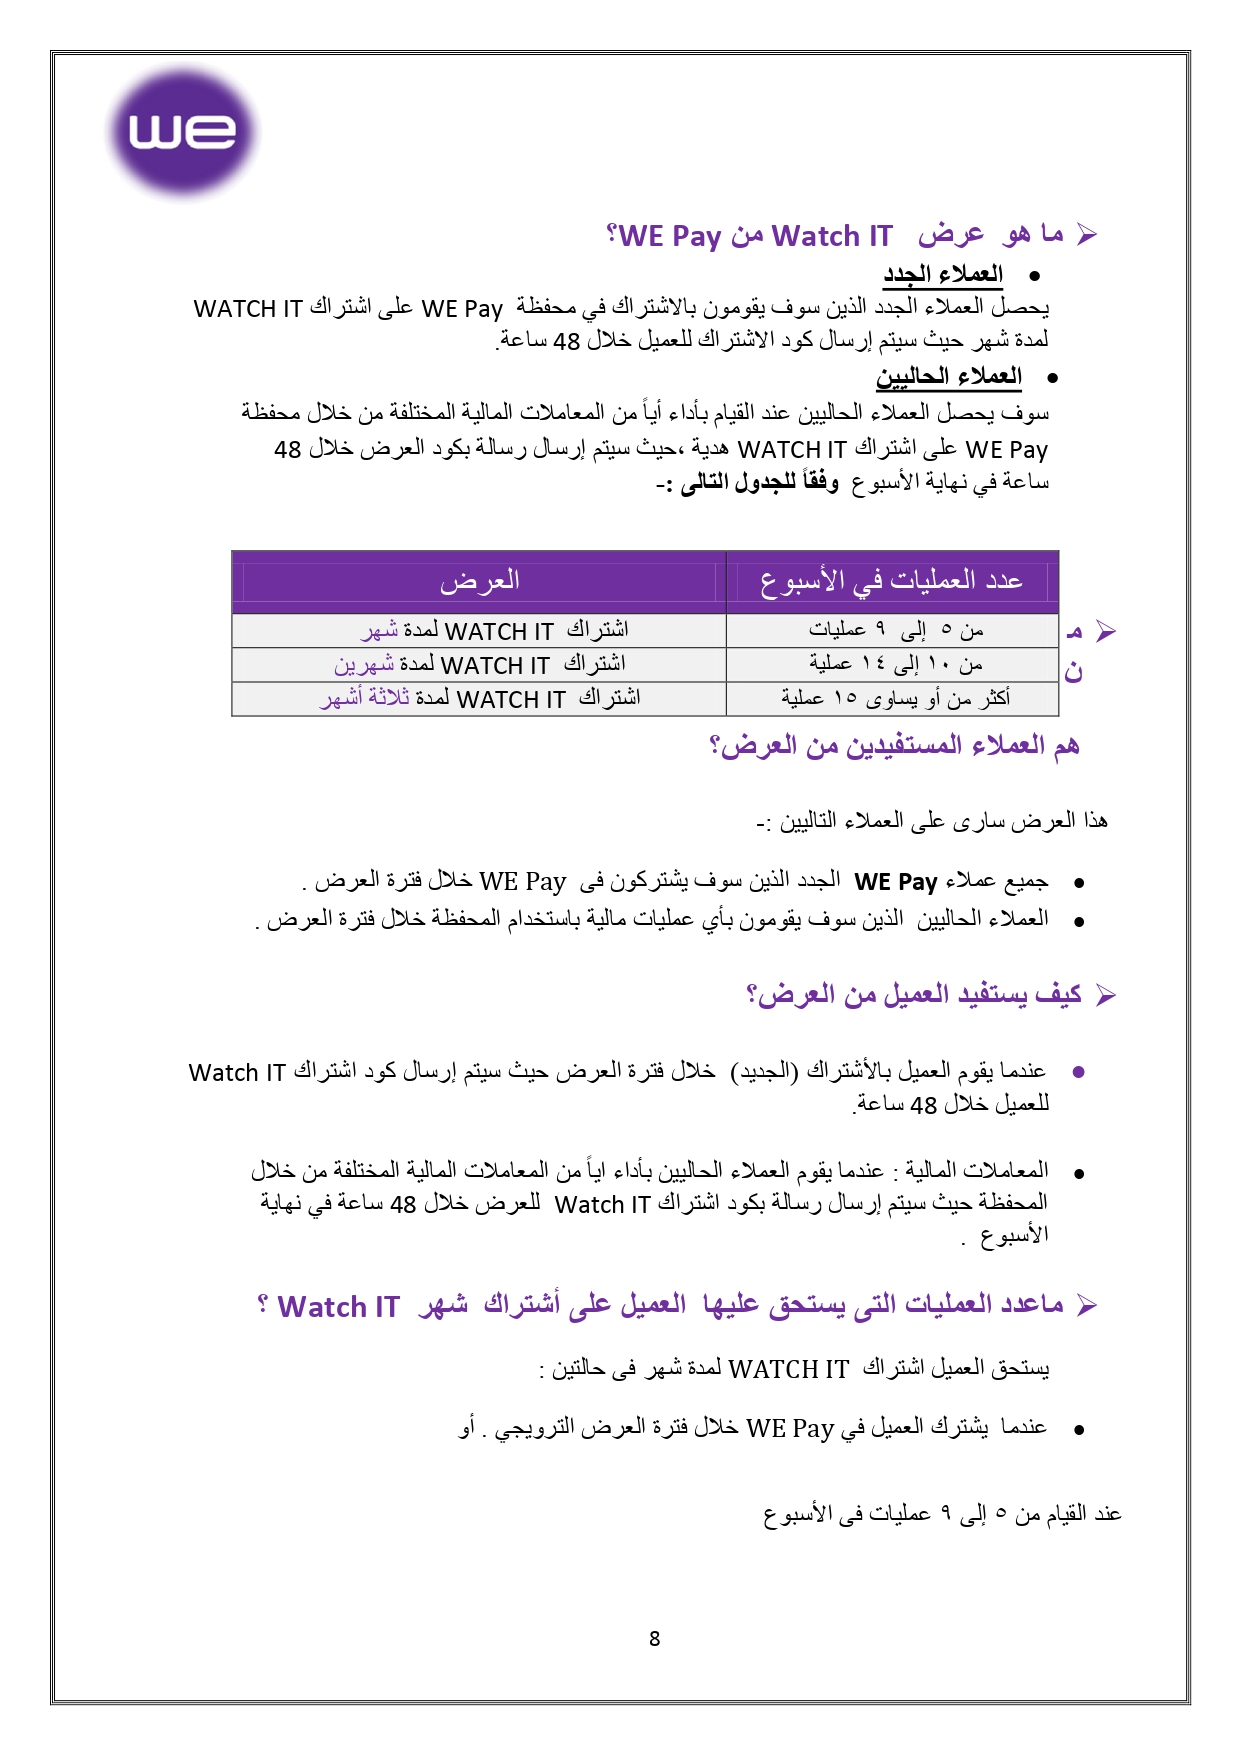 we
ما هو عرض Watch IT من WE Pay؟
العملاء الجدد
يحصل العملاء الجدد الذين سوف يقومون بالاشتراك في محفظة WE Pay على اشتراك WATCH IT
لمدة شهر حيث سيتم إرسال كود الاشتراك للعميل خلال 48 ساعة.
العملاء الحاليين
سوف يحصل العملاء الحاليين عند القيام بأداء أياً من المعاملات المالية المختلفة من خلال محفظة
WE Pay على اشتراك WATCH IT هدية ،حيث سيتم إرسال رسالة بكود العرض خلال 48
ساعة في نهاية الأسبوع وفقاً للجدول التالى :-
عدد العمليات في الأسبوع العرض
من ٥ إلى ٩ عمليات اشتراك WATCH IT لمدة شهر
من ١٠ إلى ١٤ عملية اشتراك WATCH IT لمدة شهرين
أكثر من أو يساوى ١٥ عملية اشتراك WATCH IT لمدة ثلاثة أشهر
م
ن
هم العملاء المستفيدين من العرض؟
هذا العرض سارى على العملاء التاليين :-
جميع عملاء WE Pay الجدد الذين سوف يشتركون فى WE Pay خلال فترة العرض .
العملاء الحاليين الذين سوف يقومون بأي عمليات مالية باستخدام المحفظة خلال فترة العرض .
كيف يستفيد العميل من العرض؟
عندما يقوم العميل بالأشتراك (الجديد) خلال فترة العرض حيث سيتم إرسال كود اشتراك Watch IT
للعميل خلال 48 ساعة.
المعاملات المالية : عندما يقوم العملاء الحاليين بأداء اياً من المعاملات المالية المختلفة من خلال
المحفظة حيث سيتم إرسال رسالة بكود اشتراك Watch IT للعرض خلال 48 ساعة في نهاية
الأسبوع .
ماعدد العمليات التى يستحق عليها العميل على أشتراك شهر Watch IT ؟
يستحق العميل اشتراك WATCH IT لمدة شهر فى حالتين :
عندما يشترك العميل في WE Pay خلال فترة العرض الترويجي . أو
عند القيام من ٥ إلى ٩ عمليات فى الأسبوع
8